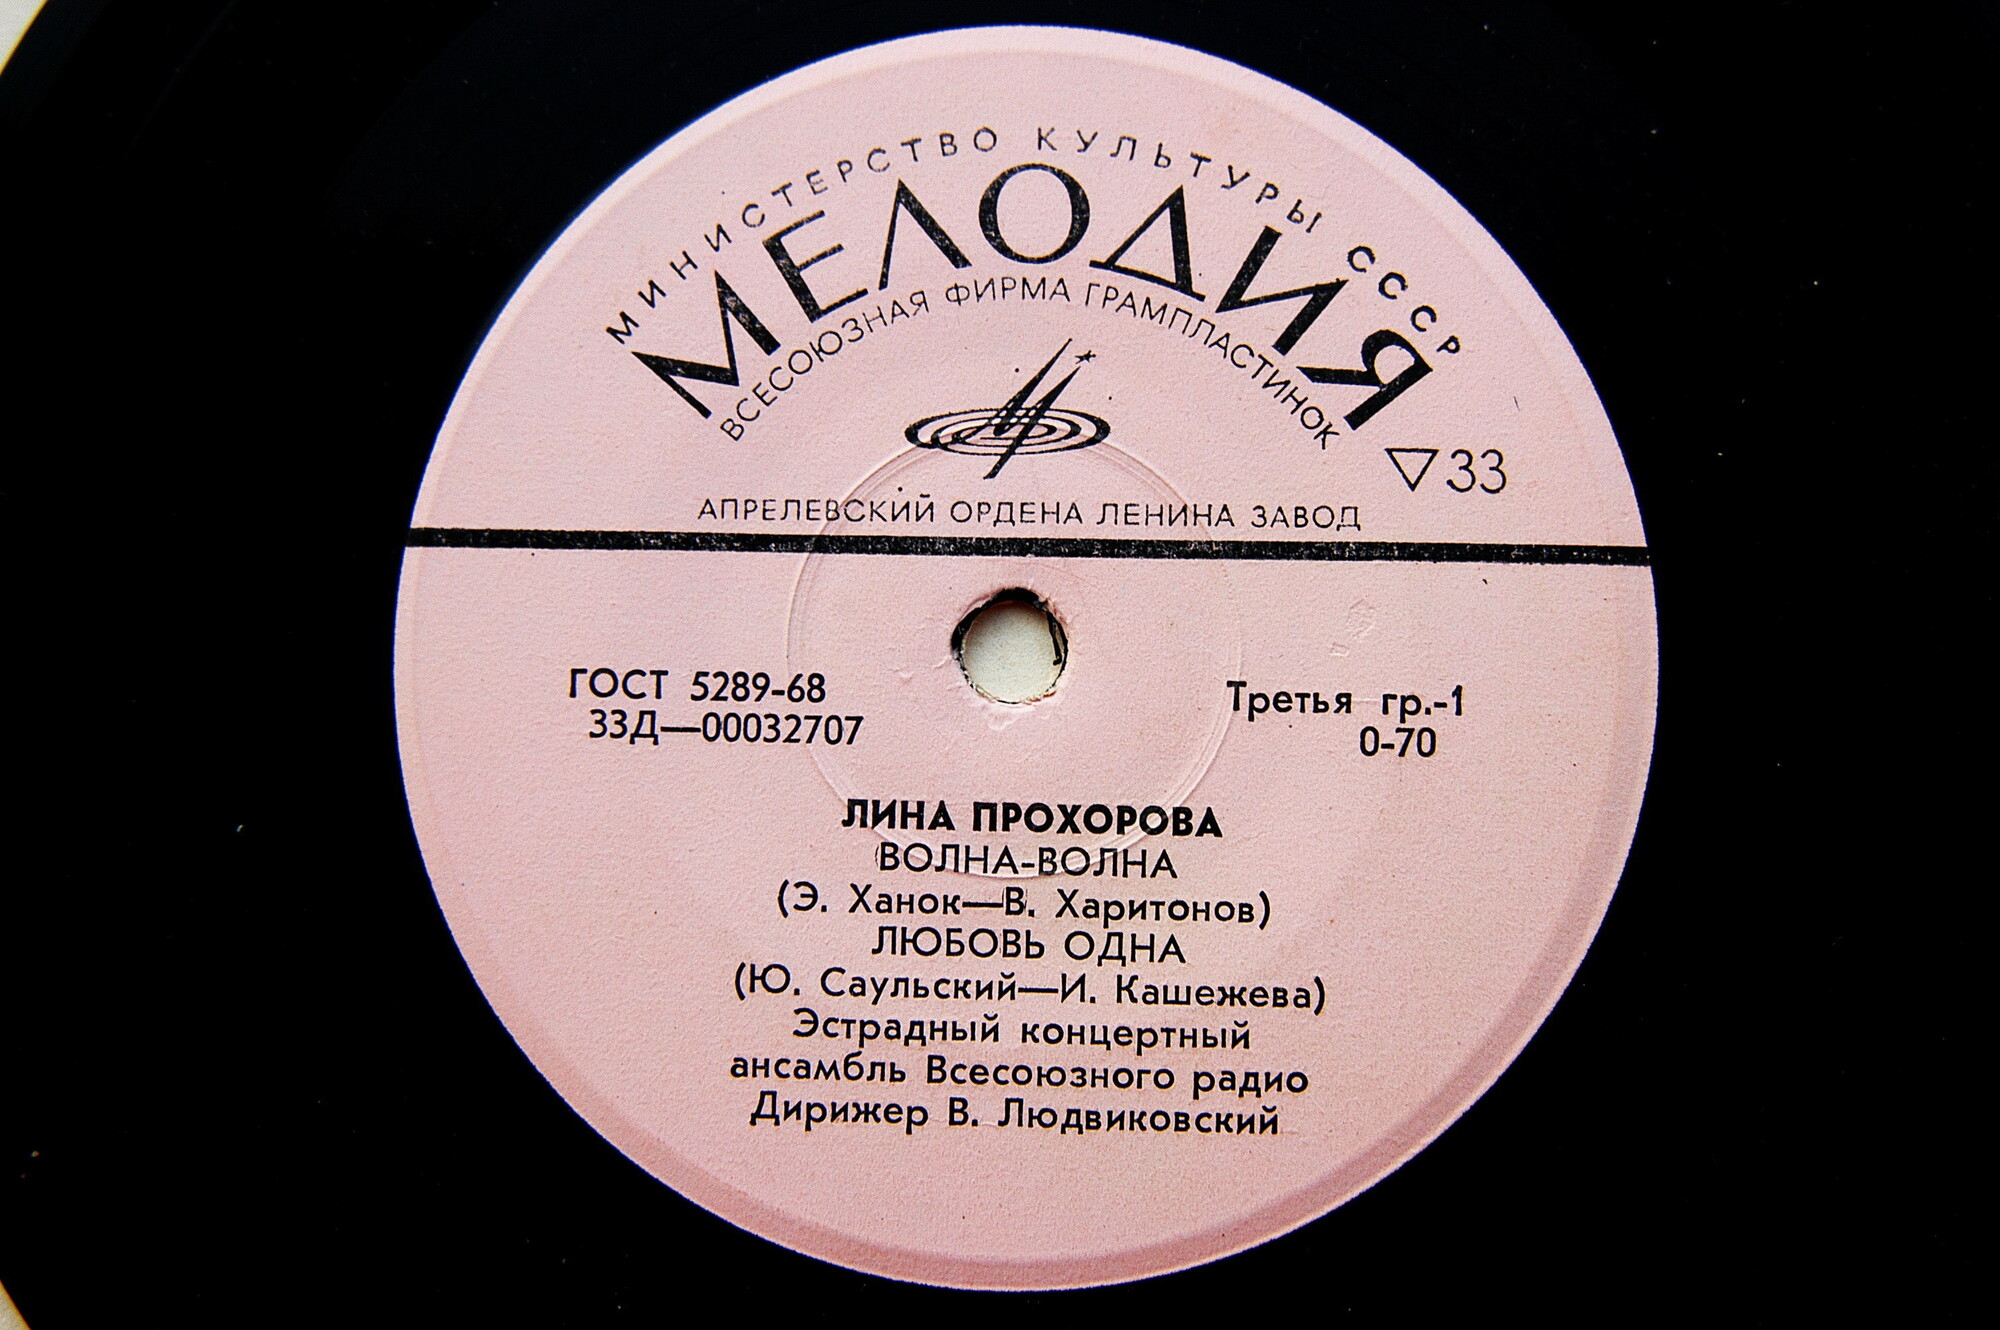 МИНИСТЕРСТВО КУЛЬТУРЫ СССР
МЕЛОДИЯ
ВСЕСОЮЗНАЯ ФИРМА ГРАМПЛАСТИНОК
▽33
АПРЕЛЕВСКИЙ ОРДЕНА ЛЕНИНА ЗАВОД
ГОСТ 5289-68
33Д—00032707
Третья гр.-1
0-70
ЛИНА ПРОХОРОВА
ВОЛНА-ВОЛНА
(Э. Ханок—В. Харитонов)
ЛЮБОВЬ ОДНА
(Ю. Саульский—И. Кашежева)
Эстрадный концертный
ансамбль Всесоюзного радио
Дирижер В. Людвиковский